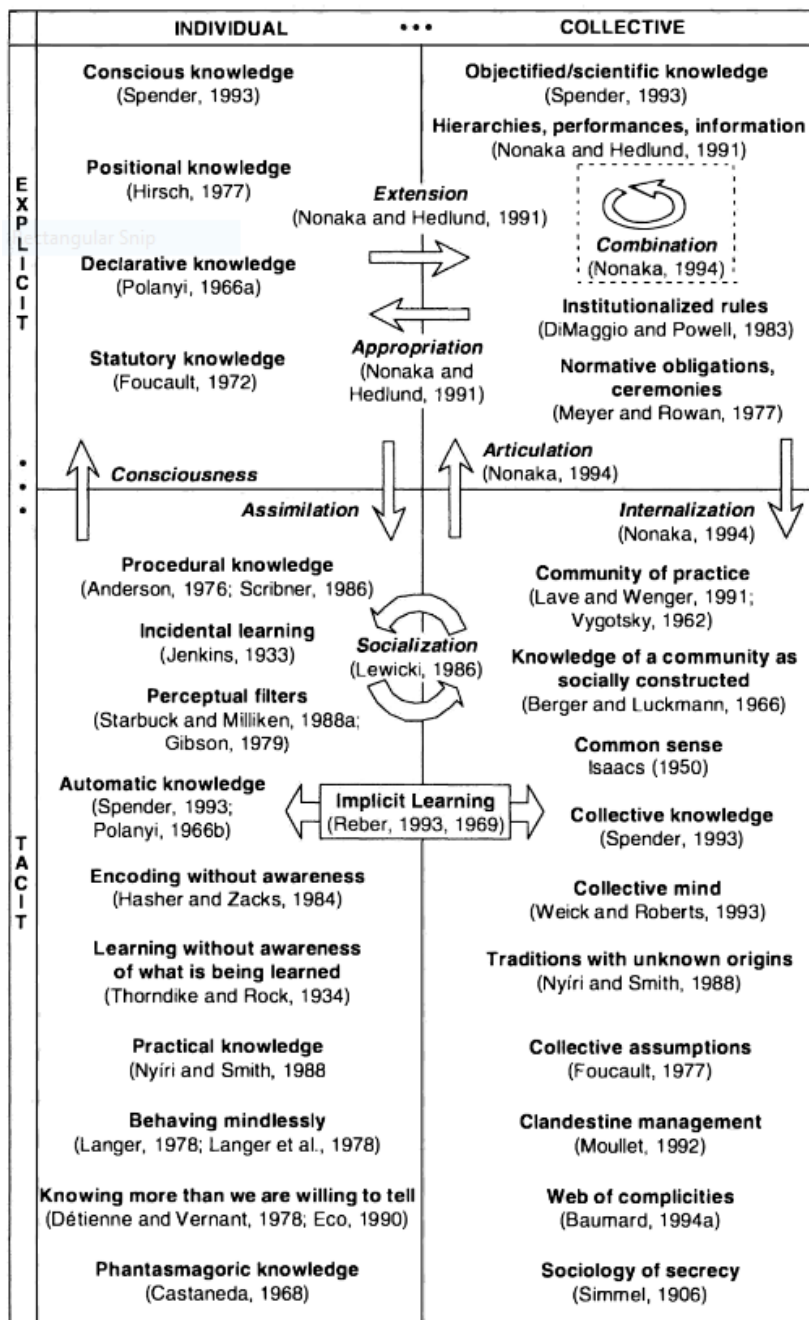 INDIVIDUAL
•••
COLLECTIVE
EXPLICIT
Conscious knowledge
(Spender, 1993)
Positional knowledge
(Hirsch, 1977)
Declarative knowledge
(Polanyi, 1966a)
Statutory knowledge
(Foucault, 1972)
Extension
(Nonaka and Hedlund, 1991)
Appropriation
(Nonaka and
Hedlund, 1991)
Objectified/scientific knowledge
(Spender, 1993)
Hierarchies, performances, information
(Nonaka and Hedlund, 1991)
Combination
(Nonaka, 1994)
Institutionalized rules
(DiMaggio and Powell, 1983)
Normative obligations,
ceremonies
(Meyer and Rowan, 1977)
•
•
•
Consciousness
Assimilation
Articulation
(Nonaka, 1994)
Internalization
(Nonaka, 1994)
TACIT
Procedural knowledge
(Anderson, 1976; Scribner, 1986)
Incidental learning
(Jenkins, 1933)
Perceptual filters
(Starbuck and Milliken, 1988a;
Gibson, 1979)
Automatic knowledge
(Spender, 1993;
Polanyi, 1966b)
Encoding without awareness
(Hasher and Zacks, 1984)
Learning without awareness
of what is being learned
(Thorndike and Rock, 1934)
Practical knowledge
(Nyíri and Smith, 1988
Behaving mindlessly
(Langer, 1978; Langer et al., 1978)
Knowing more than we are willing to tell
(Détienne and Vernant, 1978; Eco, 1990)
Phantasmagoric knowledge
(Castaneda, 1968)
Socialization
(Lewicki, 1986)
Implicit Learning
(Reber, 1993, 1969)
Community of practice
(Lave and Wenger, 1991;
Vygotsky, 1962)
Knowledge of a community as
socially constructed
(Berger and Luckmann, 1966)
Common sense
Isaacs (1950)
Collective knowledge
(Spender, 1993)
Collective mind
(Weick and Roberts, 1993)
Traditions with unknown origins
(Nyíri and Smith, 1988)
Collective assumptions
(Foucault, 1977)
Clandestine management
(Moullet, 1992)
Web of complicities
(Baumard, 1994a)
Sociology of secrecy
(Simmel, 1906)